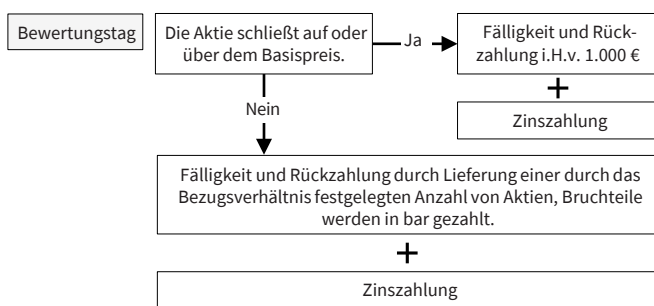 Bewertungstag
Die Aktie schließt auf oder
über dem Basispreis.
Ja
Fälligkeit und Rück-
zahlung i.H.v. 1.000 €
+
Zinszahlung
Nein
Fälligkeit und Rückzahlung durch Lieferung einer durch das
Bezugsverhältnis festgelegten Anzahl von Aktien, Bruchteile
werden in bar gezahlt.
+
Zinszahlung